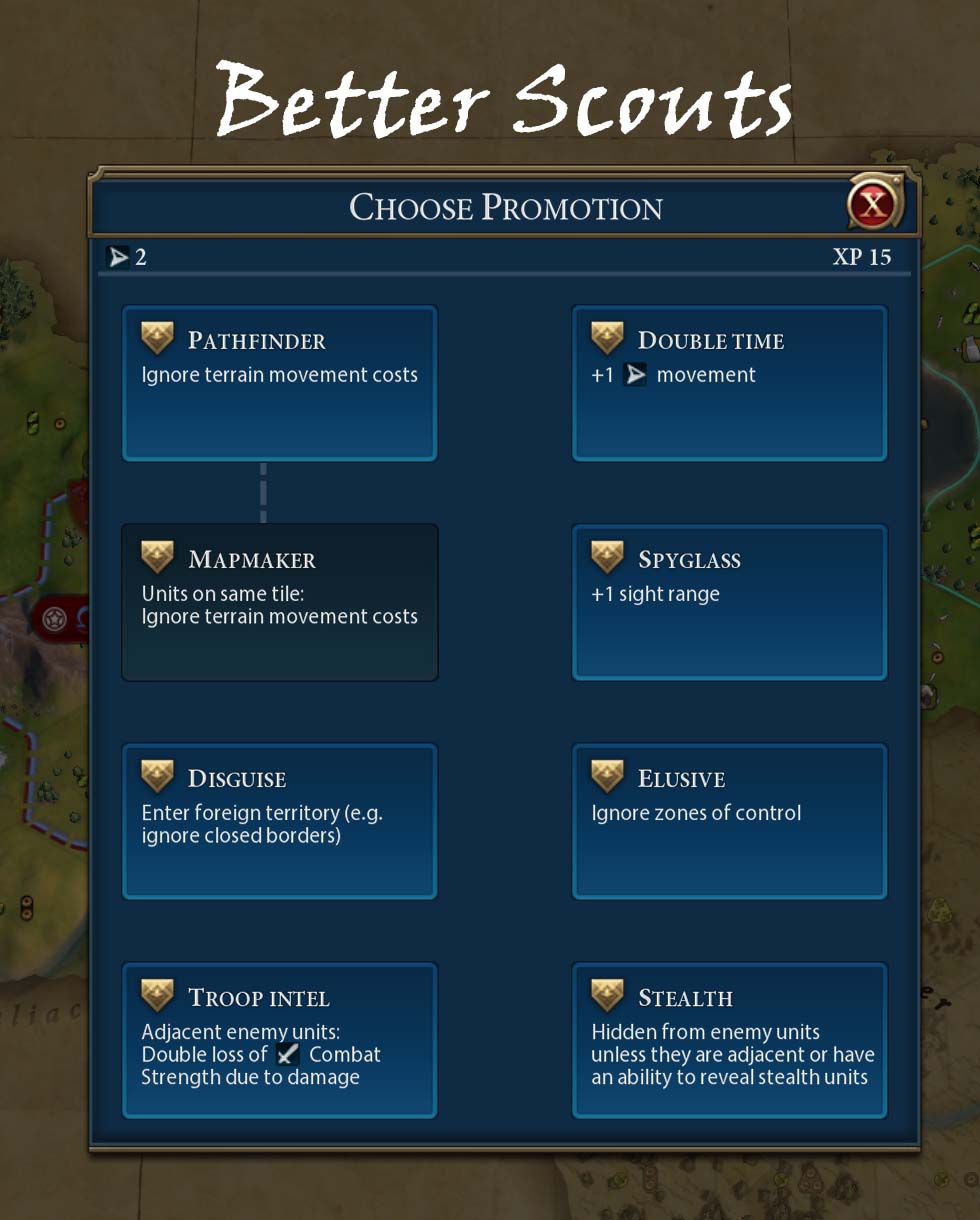 Better Scouts
Choose Promotion
X
2
XP 15
Pathfinder
Ignore terrain movement costs
Double time
+1 movement
Mapmaker
Units on same tile:
Ignore terrain movement costs
Spyglass
+1 sight range
Disguise
Enter foreign territory (e.g.
ignore closed borders)
Elusive
Ignore zones of control
Troop intel
Adjacent enemy units:
Double loss of Combat
Strength due to damage
Stealth
Hidden from enemy units
unless they are adjacent or have
an ability to reveal stealth units